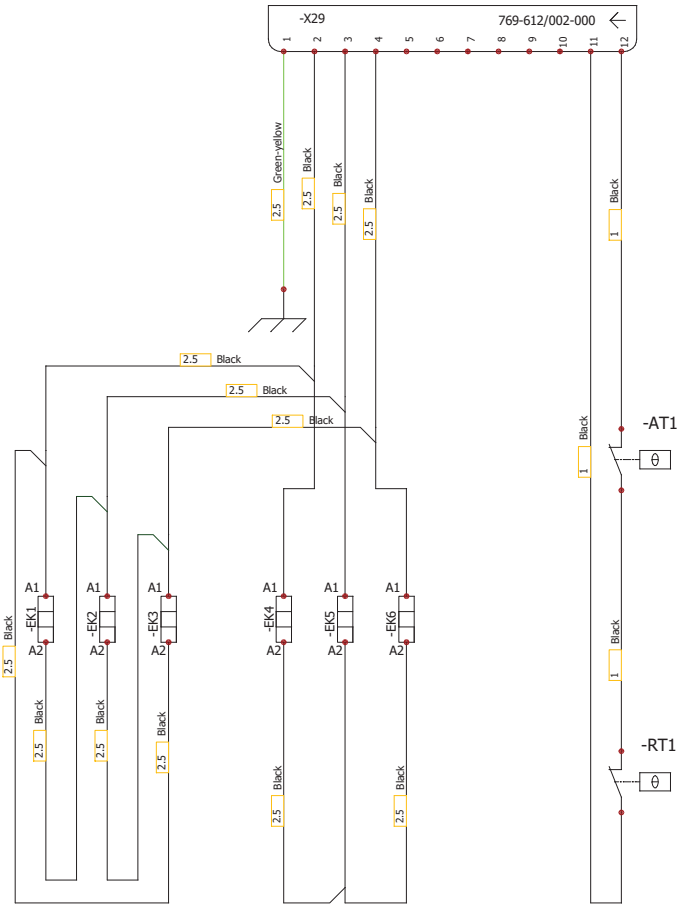 -X29
769-612/002-000
1 2 3 4 5 6 7 8 9 10 11 12
2.5 Green-yellow
2.5 Black
2.5 Black
2.5 Black
1 Black
2.5 Black
2.5 Black
2.5 Black
1 Black
-AT1
θ
A1 A1 A1 A1 A1 A1
-EK1 -EK2 -EK3 -EK4 -EK5 -EK6
A2 A2 A2 A2 A2 A2
2.5 Black
1 Black
2.5 Black
2.5 Black
2.5 Black
-RT1
θ
2.5 Black
2.5 Black